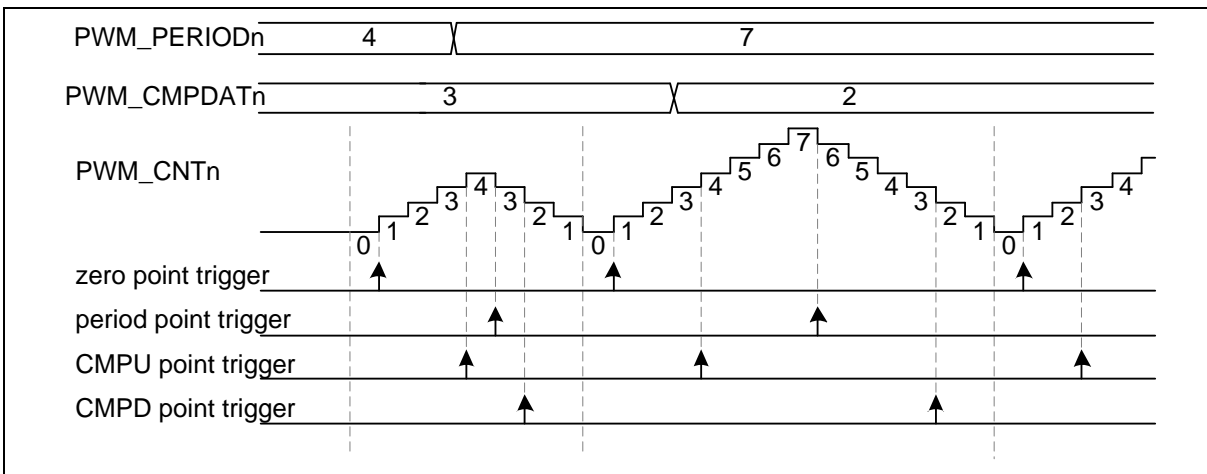 PWM_PERIODn 4 7
PWM_CMPDATn 3 2
PWM_CNTn
0 1 2 3 4 3 2 1 0 1 2 3 4 5 6 7 6 5 4 3 2 1 0 1 2 3 4
zero point trigger
period point trigger
CMPU point trigger
CMPD point trigger